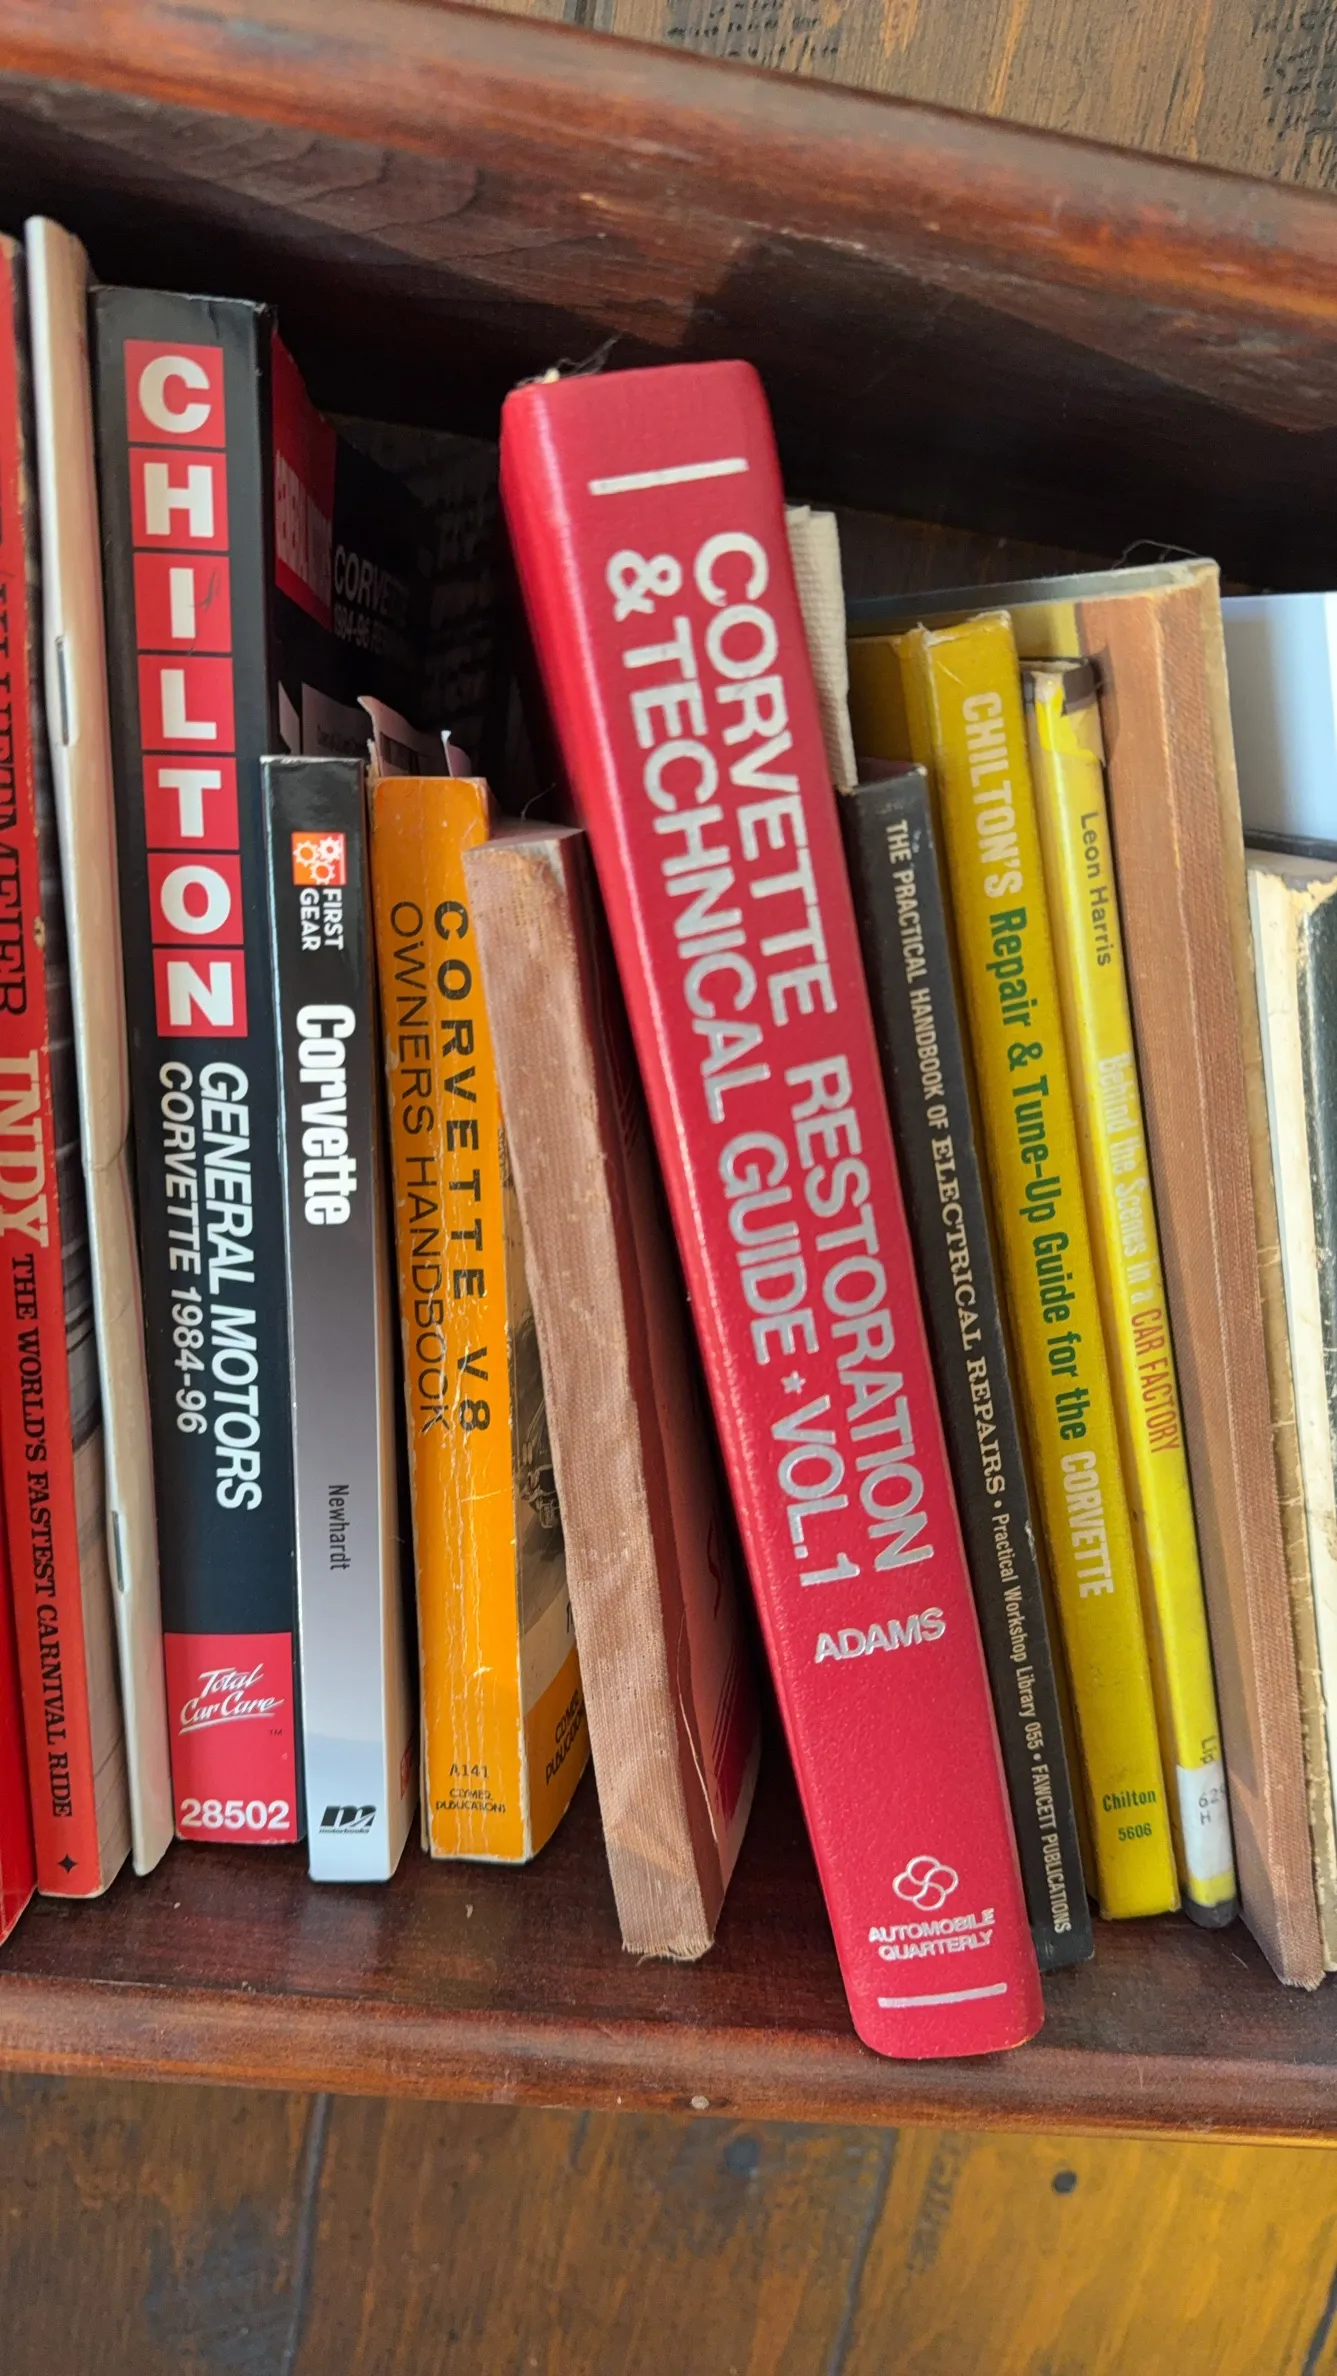 INDY THE WORLD'S FASTEST CARNIVAL RIDE
CHILTON
GENERAL MOTORS
CORVETTE 1984-96
Total
Car Care
TM
28502
CORVETTE
FIRST
GEAR
Corvette
Newhardt
motorbooks
CORVETTE V8
OWNERS HANDBOOK
A141
CLYMER
PUBLICATIONS
CORVETTE RESTORATION
& TECHNICAL GUIDE ★ VOL. 1
ADAMS
AUTOMOBILE
QUARTERLY
THE PRACTICAL HANDBOOK OF ELECTRICAL REPAIRS • Practical Workshop Library 055 • FAWCETT PUBLICATIONS
CHILTON'S Repair & Tune-Up Guide for the CORVETTE
Chilton
5606
Leon Harris
Behind the Scenes in a CAR FACTORY
H